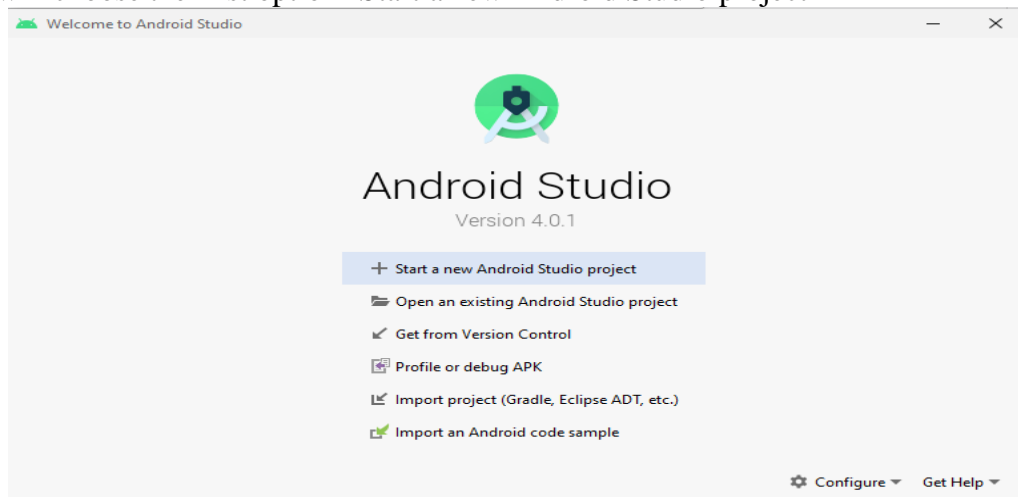 Welcome to Android Studio
Android Studio
Version 4.0.1
Start a new Android Studio project
Open an existing Android Studio project
Get from Version Control
Profile or debug APK
Import project (Gradle, Eclipse ADT, etc.)
Import an Android code sample
Configure Get Help